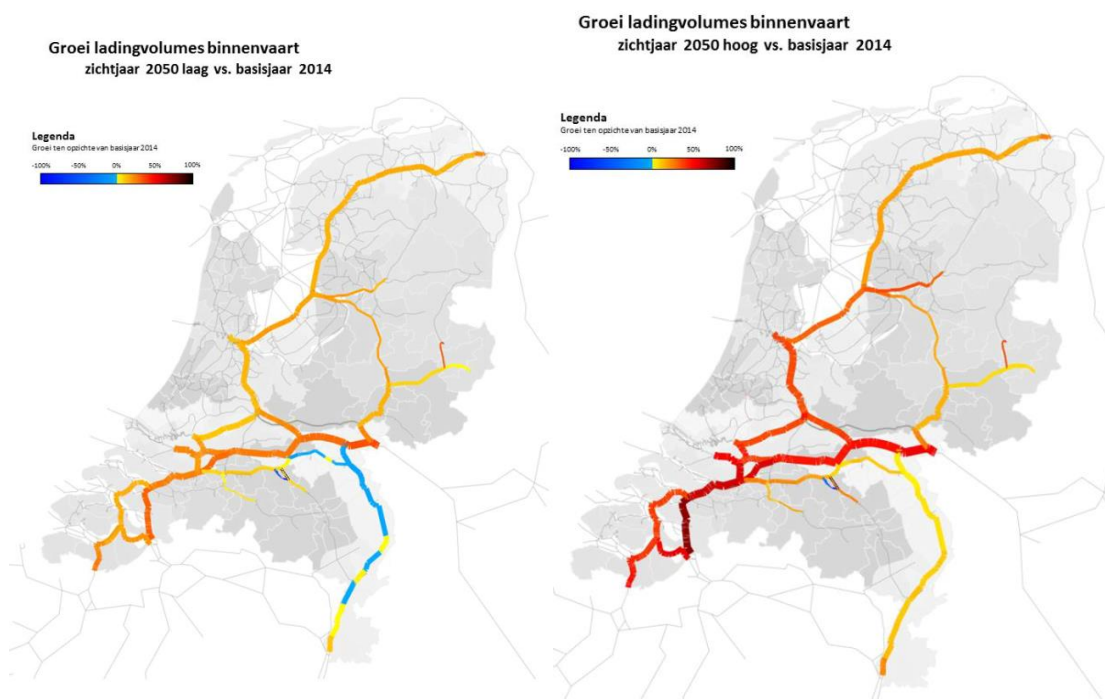 Groei ladingvolumes binnenvaart
zichtjaar 2050 laag vs. basisjaar 2014
Legenda
Groei ten opzichte van basisjaar 2014
-100% -50% 0% 50% 100%
Groei ladingvolumes binnenvaart
zichtjaar 2050 hoog vs. basisjaar 2014
Legenda
Groei ten opzichte van basisjaar 2014
-100% -50% 0% 50% 100%